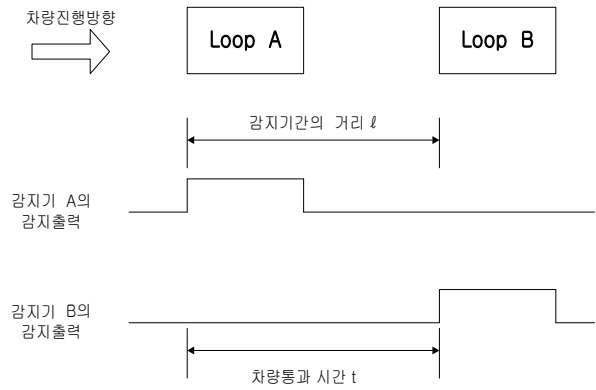 차량진행방향
Loop A
Loop B
감지기간의 거리 ℓ
감지기 A의
감지출력
감지기 B의
감지출력
차량통과 시간 t